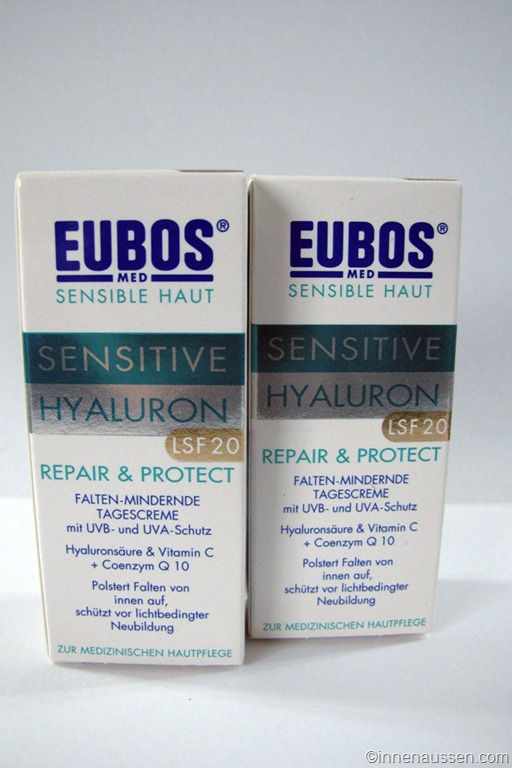 EUBOS®
MED
SENSIBLE HAUT
SENSITIVE
HYALURON
LSF 20
REPAIR & PROTECT
FALTEN-MINDERNDE
TAGESCREME
mit UVB- und UVA-Schutz
Hyaluronsäure & Vitamin C
+ Coenzym Q 10
Polstert Falten von
innen auf,
schützt vor lichtbedingter
Neubildung
ZUR MEDIZINISCHEN HAUTPFLEGE
EUBOS®
MED
SENSIBLE HAUT
SENSITIVE
HYALURON
LSF 20
REPAIR & PROTECT
FALTEN-MINDERNDE
TAGESCREME
mit UVB- und UVA-Schutz
Hyaluronsäure & Vitamin C
+ Coenzym Q 10
Polstert Falten von
innen auf,
schützt vor lichtbedingter
Neubildung
ZUR MEDIZINISCHEN HAUTPFLEGE
©innenaussen.com